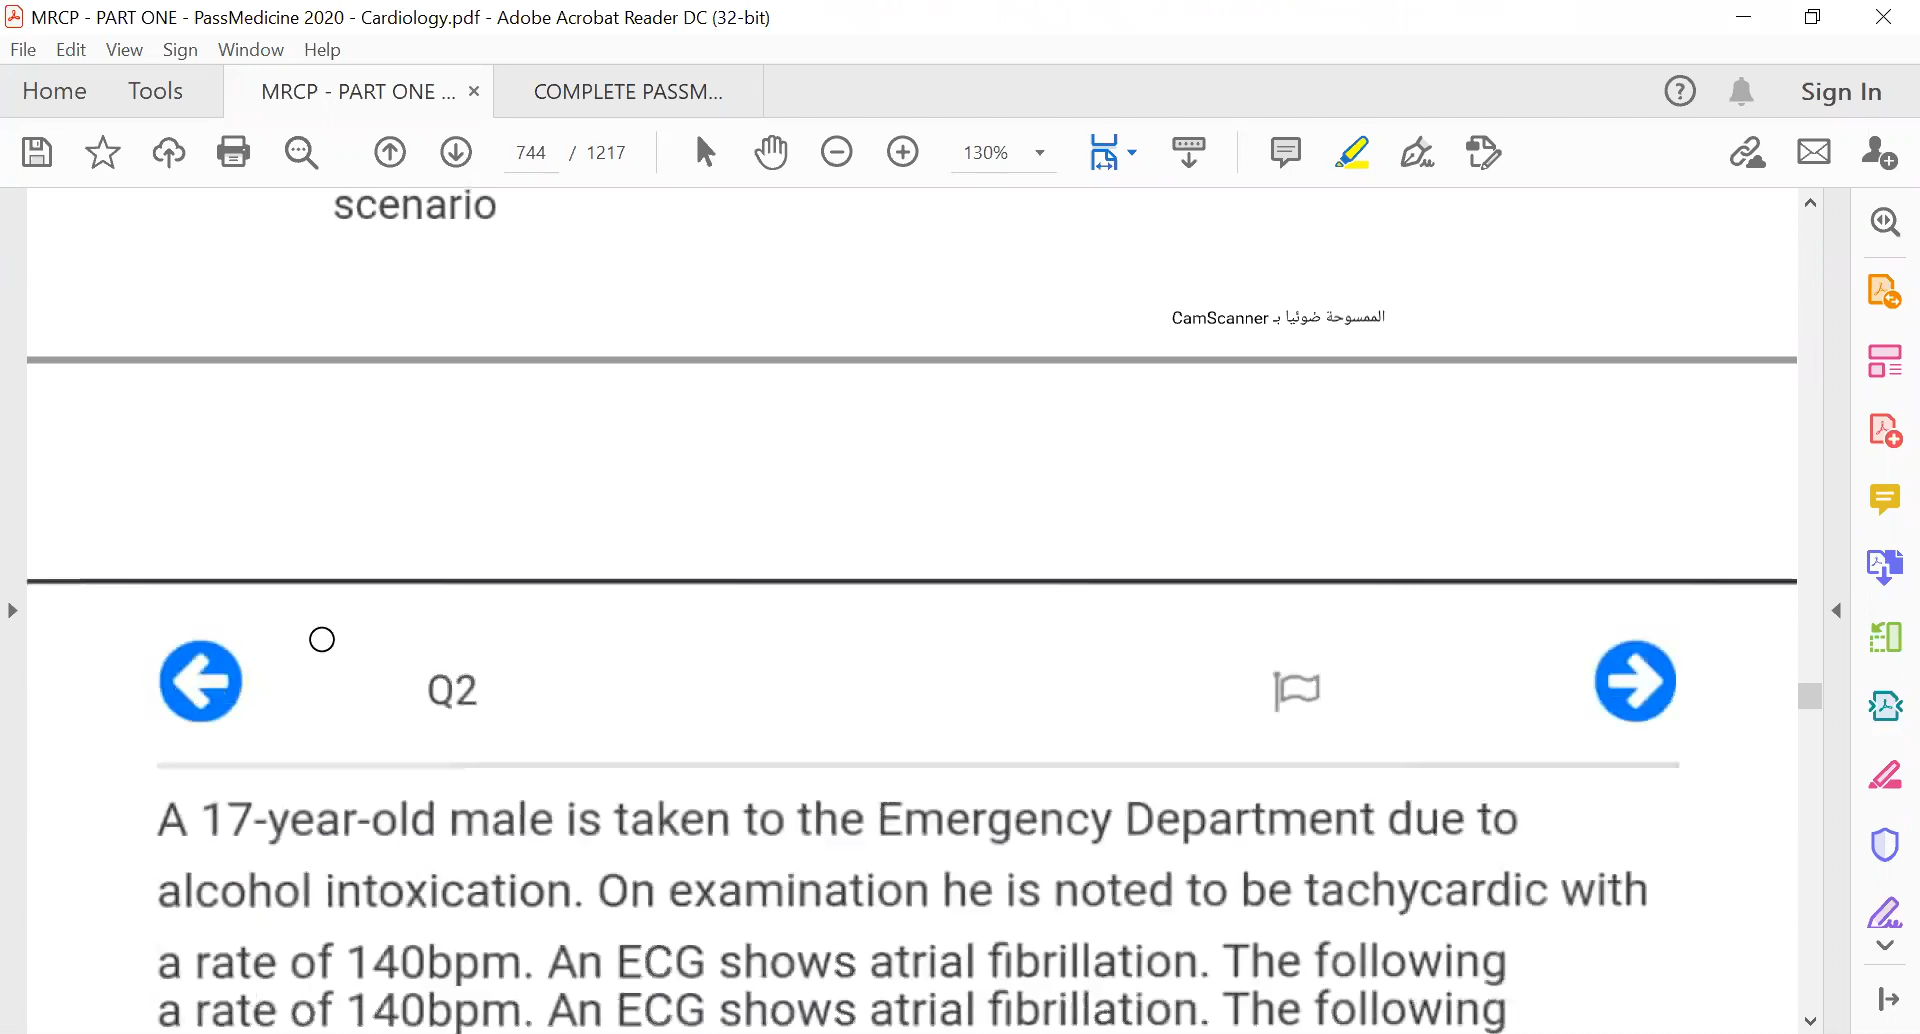 MRCP - PART ONE - PassMedicine 2020 - Cardiology.pdf - Adobe Acrobat Reader DC (32-bit)
File Edit View Sign Window Help
Home Tools MRCP - PART ONE ... × COMPLETE PASSM... Sign In
744 / 1217 130%
scenario
الممسوحة ضوئيا بـ CamScanner
Q2
A 17-year-old male is taken to the Emergency Department due to
alcohol intoxication. On examination he is noted to be tachycardic with
a rate of 140bpm. An ECG shows atrial fibrillation. The following
a rate of 140bpm. An ECG shows atrial fibrillation. The following